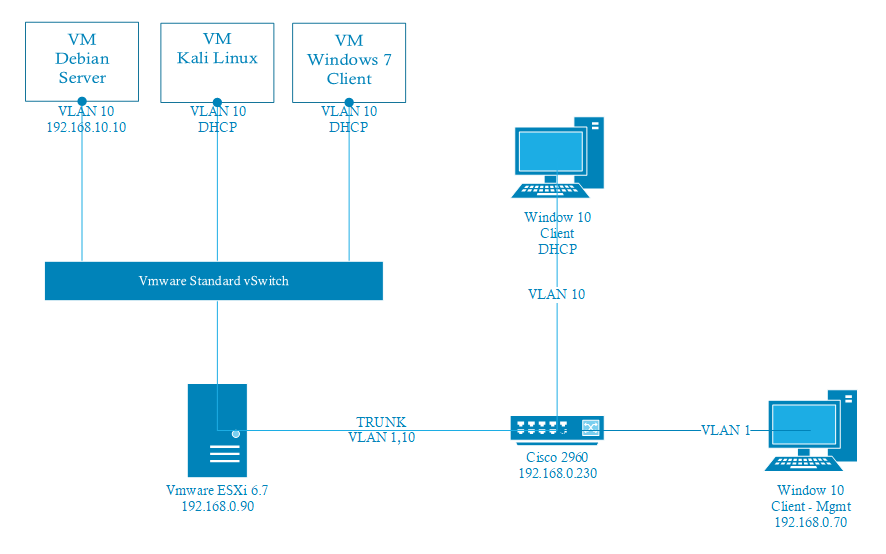 VM
Debian
Server
VM
Kali Linux
VM
Windows 7
Client
VLAN 10
192.168.10.10
VLAN 10
DHCP
VLAN 10
DHCP
Window 10
Client
DHCP
VLAN 10
Vmware Standard vSwitch
TRUNK
VLAN 1,10
VLAN 1
Cisco 2960
192.168.0.230
Vmware ESXi 6.7
192.168.0.90
Window 10
Client - Mgmt
192.168.0.70